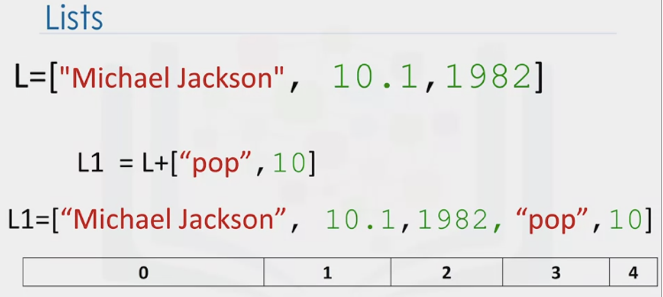 Lists
L=["Michael Jackson", 10.1,1982]
L1 = L+[“pop”,10]
L1=[“Michael Jackson”, 10.1,1982, “pop”,10]
0 1 2 3 4